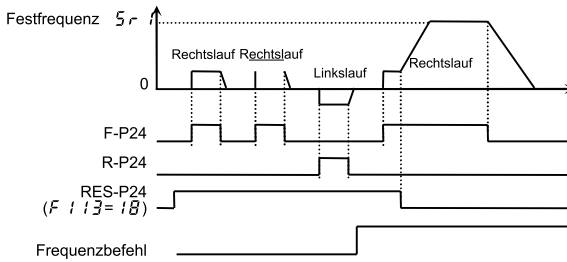 Festfrequenz Sr1
Rechtslauf Rechtslauf
Linkslauf
Rechtslauf
0
F-P24
R-P24
RES-P24
(F113=18)
Frequenzbefehl